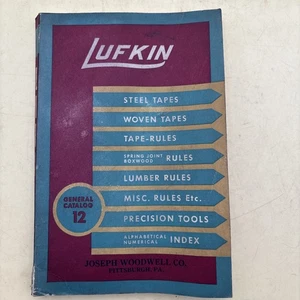 LUFKIN
STEEL TAPES
WOVEN TAPES
TAPE-RULES
SPRING JOINT
BOXWOOD RULES
LUMBER RULES
MISC. RULES Etc.
PRECISION TOOLS
ALPHABETICAL
NUMERICAL INDEX
GENERAL
CATALOG
12
JOSEPH WOODWELL CO.
PITTSBURGH, PA.